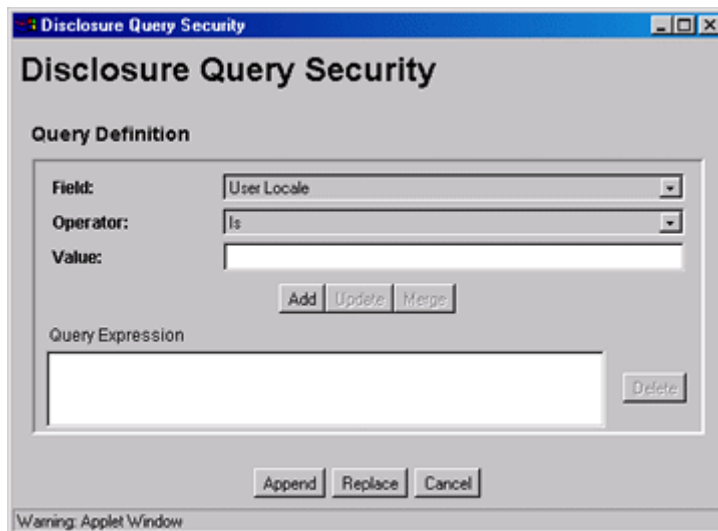 Disclosure Query Security
Disclosure Query Security
Query Definition
Field: User Locale
Operator: Is
Value:
Add Update Merge
Query Expression
Delete
Append Replace Cancel
Warning: Applet Window